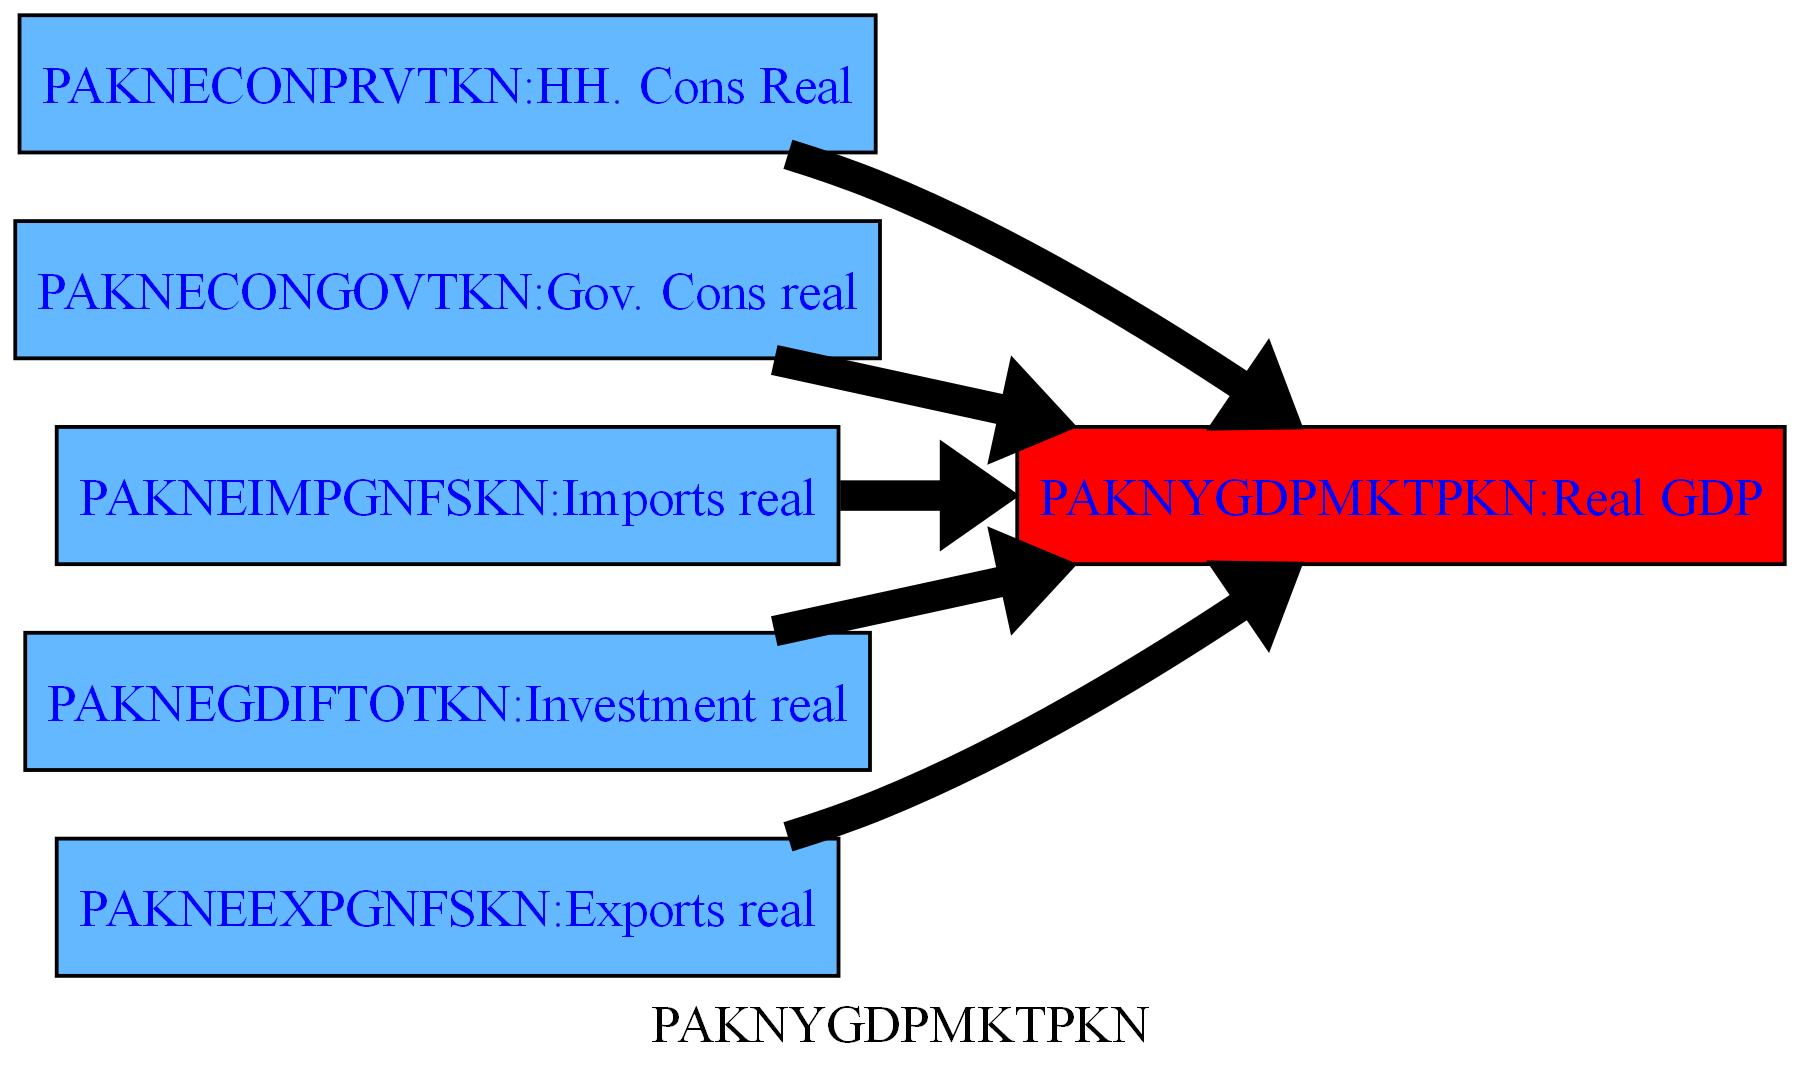 PAKNECONPRVTKN:HH. Cons Real
PAKNECONGOVTKN:Gov. Cons real
PAKNEIMPGNFSKN:Imports real
PAKNYGDPMKTPKN:Real GDP
PAKNEGDIFTOTKN:Investment real
PAKNEEXPGNFSKN:Exports real
PAKNYGDPMKTPKN